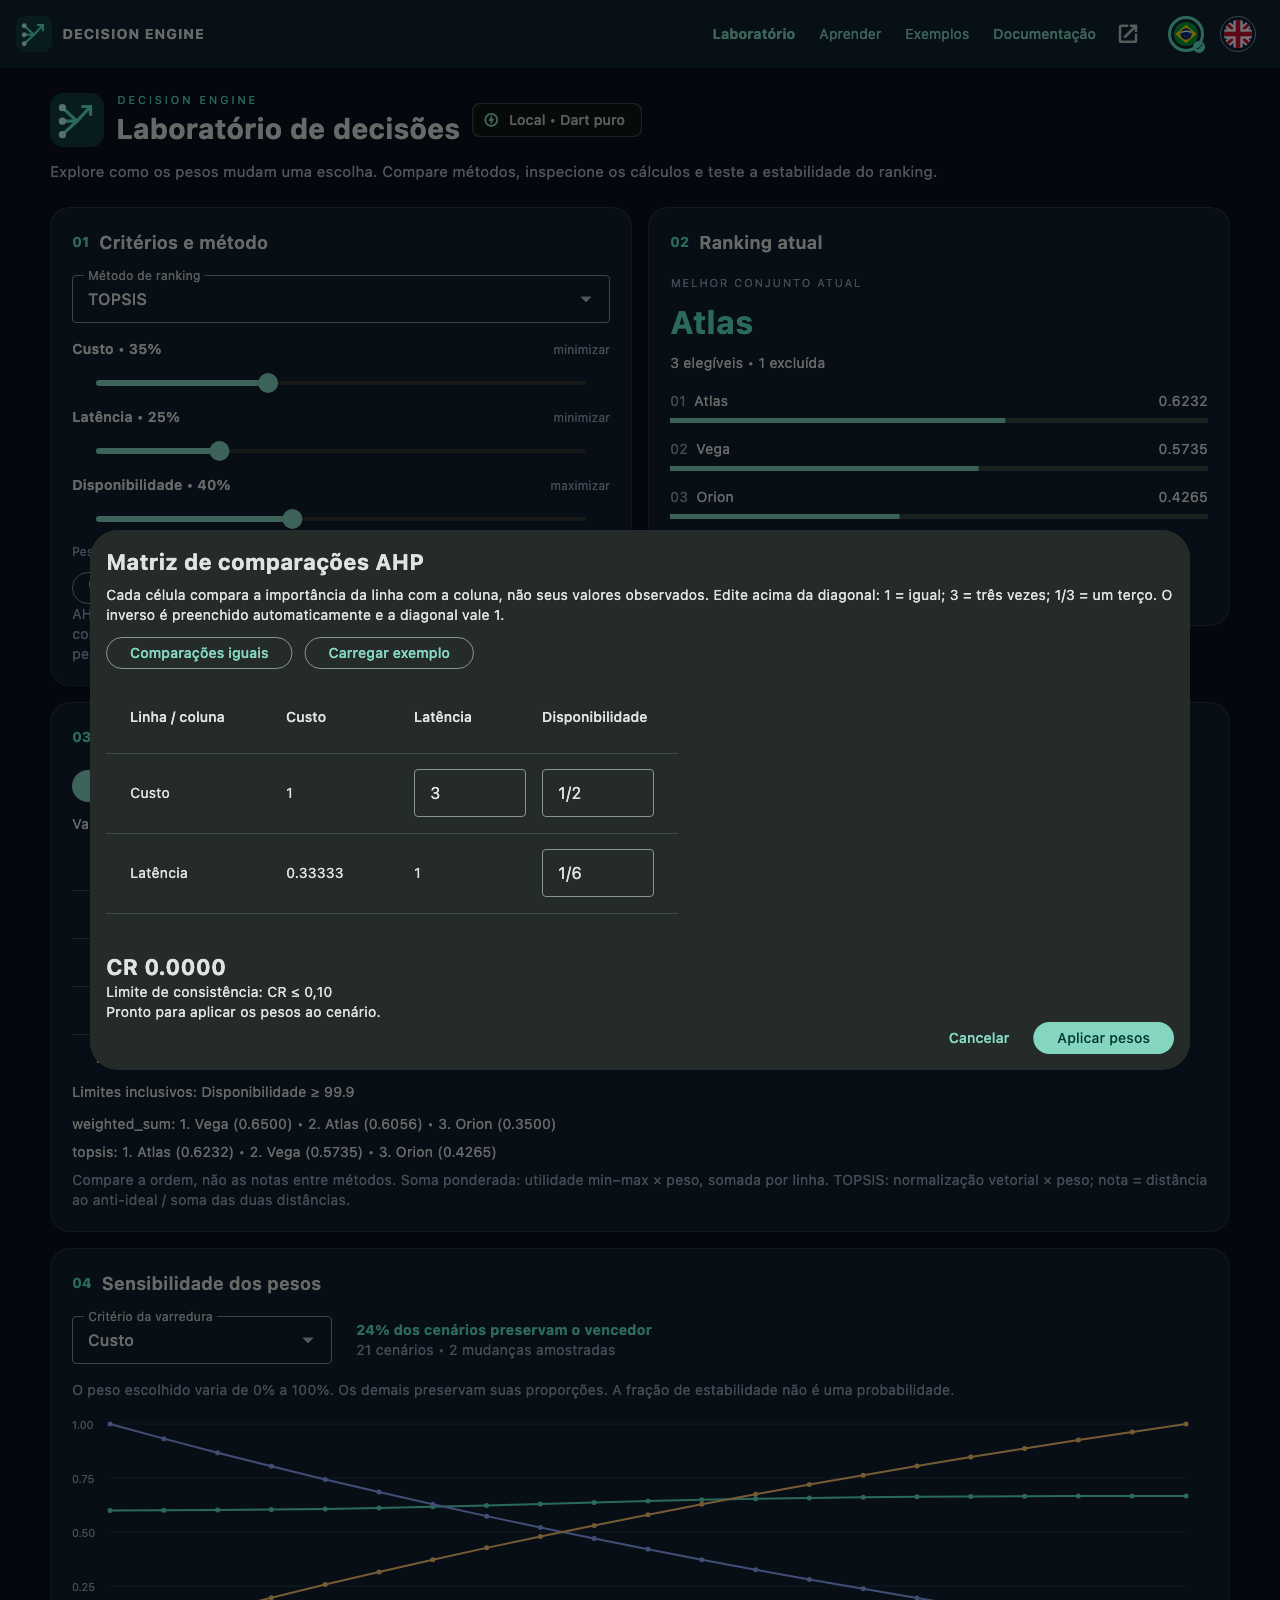 DECISION ENGINE
Laboratório
Aprender
Exemplos
Documentação
DECISION ENGINE
Laboratório de decisões
Local • Dart puro
Explore como os pesos mudam uma escolha. Compare métodos, inspecione os cálculos e teste a estabilidade do ranking.
01 Critérios e método
Método de ranking
TOPSIS
Custo • 35%
minimizar
Latência • 25%
minimizar
Disponibilidade • 40%
maximizar
02 Ranking atual
MELHOR CONJUNTO ATUAL
Atlas
3 elegíveis • 1 excluída
01 Atlas 0.6232
02 Vega 0.5735
03 Orion 0.4265
Matriz de comparações AHP
Cada célula compara a importância da linha com a coluna, não seus valores observados. Edite acima da diagonal: 1 = igual; 3 = três vezes; 1/3 = um terço. O
inverso é preenchido automaticamente e a diagonal vale 1.
Comparações iguais
Carregar exemplo
Linha / coluna Custo Latência Disponibilidade
Custo 1 3 1/2
Latência 0.33333 1 1/6
CR 0.0000
Limite de consistência: CR ≤ 0,10
Pronto para aplicar os pesos ao cenário.
Cancelar
Aplicar pesos
03
Limites inclusivos: Disponibilidade ≥ 99.9
weighted_sum: 1. Vega (0.6500) • 2. Atlas (0.6056) • 3. Orion (0.3500)
topsis: 1. Atlas (0.6232) • 2. Vega (0.5735) • 3. Orion (0.4265)
Compare a ordem, não as notas entre métodos. Soma ponderada: utilidade min–max × peso, somada por linha. TOPSIS: normalização vetorial × peso; nota = distância
ao anti-ideal / soma das duas distâncias.
04 Sensibilidade dos pesos
Critério da varredura
Custo
24% dos cenários preservam o vencedor
21 cenários • 2 mudanças amostradas
O peso escolhido varia de 0% a 100%. Os demais preservam suas proporções. A fração de estabilidade não é uma probabilidade.
1.00
0.75
0.50
0.25